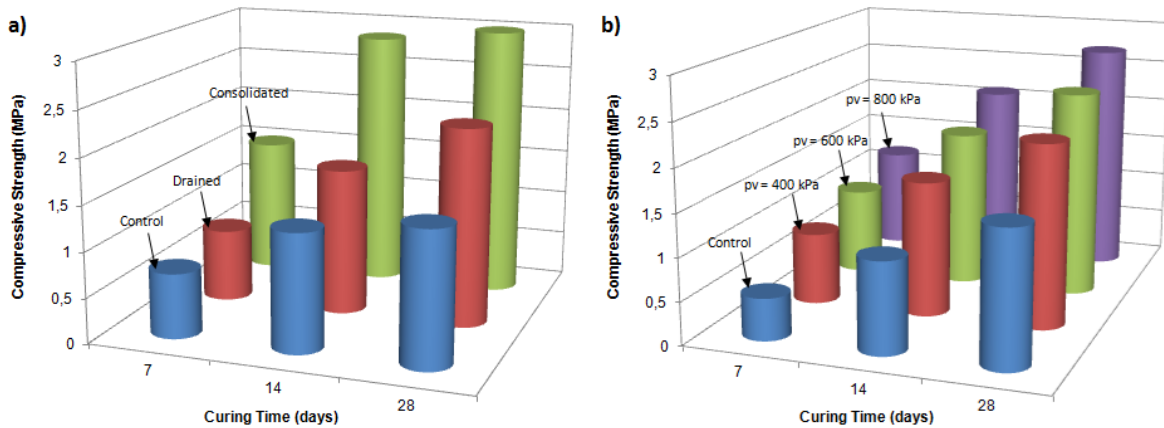 a)
Compressive Strength (MPa)
3
2,5
2
1,5
1
0,5
0
Control
Drained
Consolidated
7
14
28
Curing Time (days)
b)
Compressive Strength (MPa)
3
2,5
2
1,5
1
0,5
0
Control
pv = 400 kPa
pv = 600 kPa
pv = 800 kPa
7
14
28
Curing Time (days)